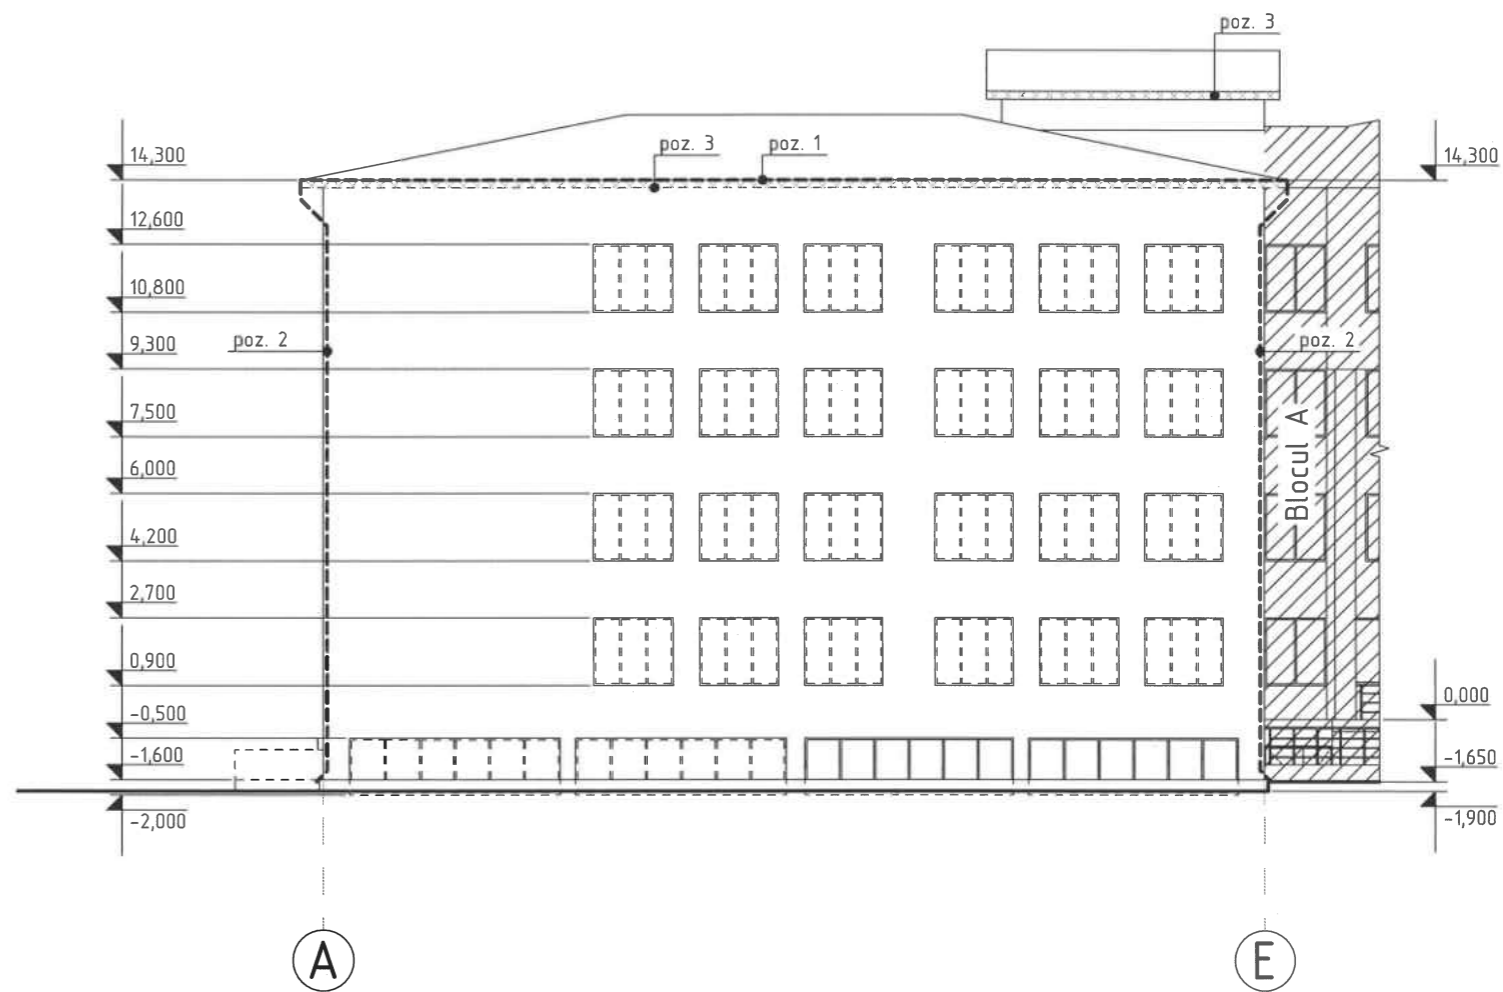 poz. 3
poz. 3
poz. 1
14,300
14,300
12,600
10,800
poz. 2
9,300
poz. 2
7,500
Blocul A
6,000
4,200
2,700
0,900
0,000
-0,500
-1,600
-1,650
-2,000
-1,900
A
E